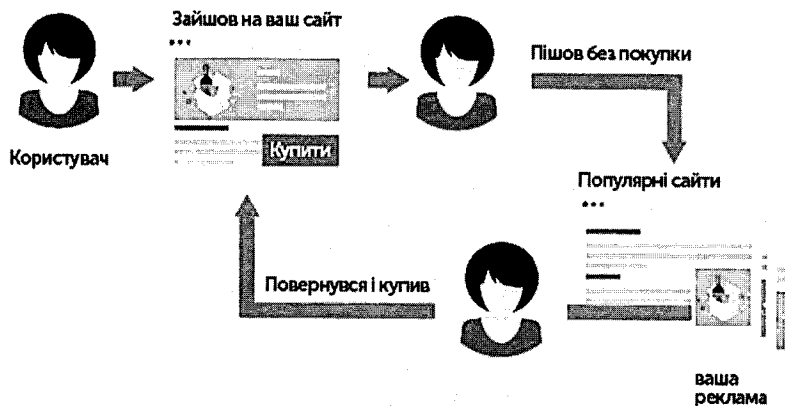 Зайшов на ваш сайт
Пішов без покупки
Купити
Користувач
Популярні сайти
Повернувся і купив
ваша
реклама